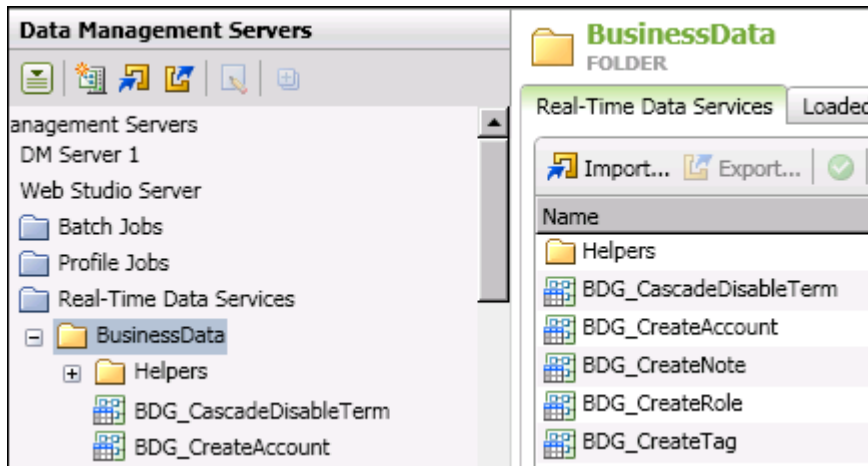 Data Management Servers
anagement Servers
DM Server 1
Web Studio Server
Batch Jobs
Profile Jobs
Real-Time Data Services
BusinessData
Helpers
BDG_CascadeDisableTerm
BDG_CreateAccount
BusinessData
FOLDER
Real-Time Data Services Loaded
Import... Export...
Name
Helpers
BDG_CascadeDisableTerm
BDG_CreateAccount
BDG_CreateNote
BDG_CreateRole
BDG_CreateTag